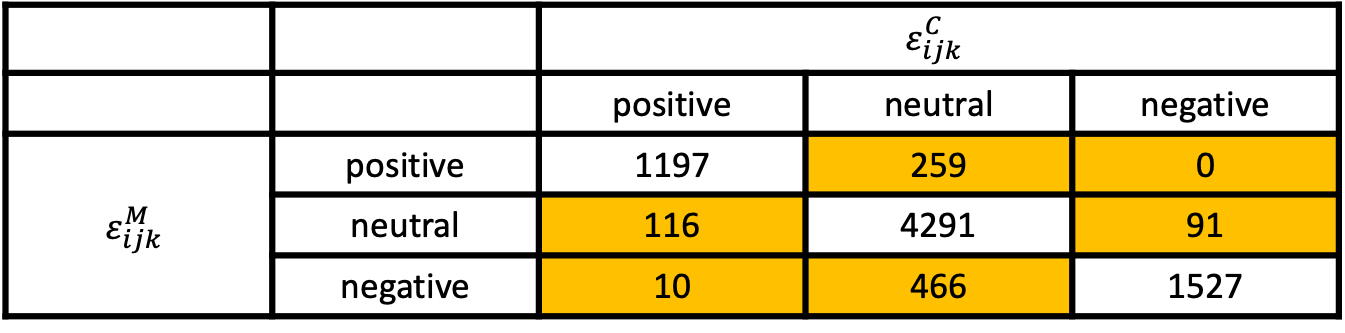 ε^C_ijk
positive neutral negative
positive 1197 259 0
ε^M_ijk neutral 116 4291 91
negative 10 466 1527